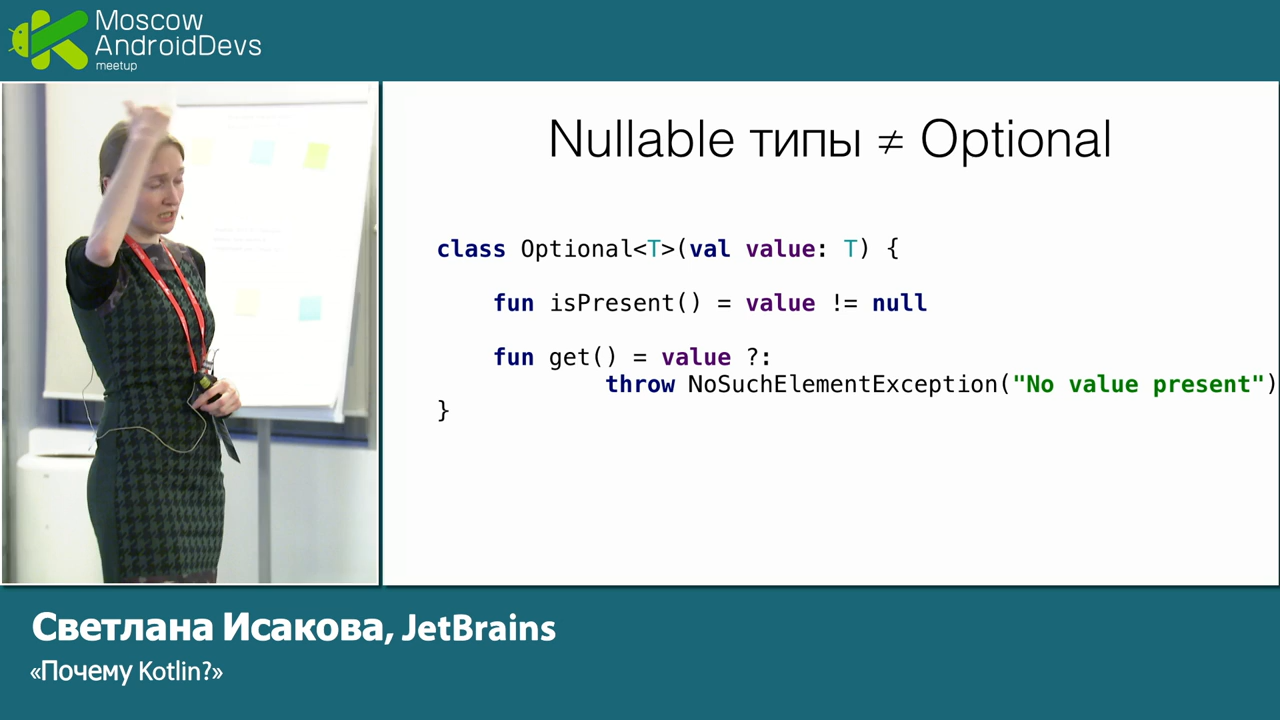 Moscow
AndroidDevs
meetup
Nullable типы ≠ Optional
class Optional<T>(val value: T) {
fun isPresent() = value != null
fun get() = value ?:
throw NoSuchElementException("No value present")
}
Светлана Исакова, JetBrains
«Почему Kotlin?»